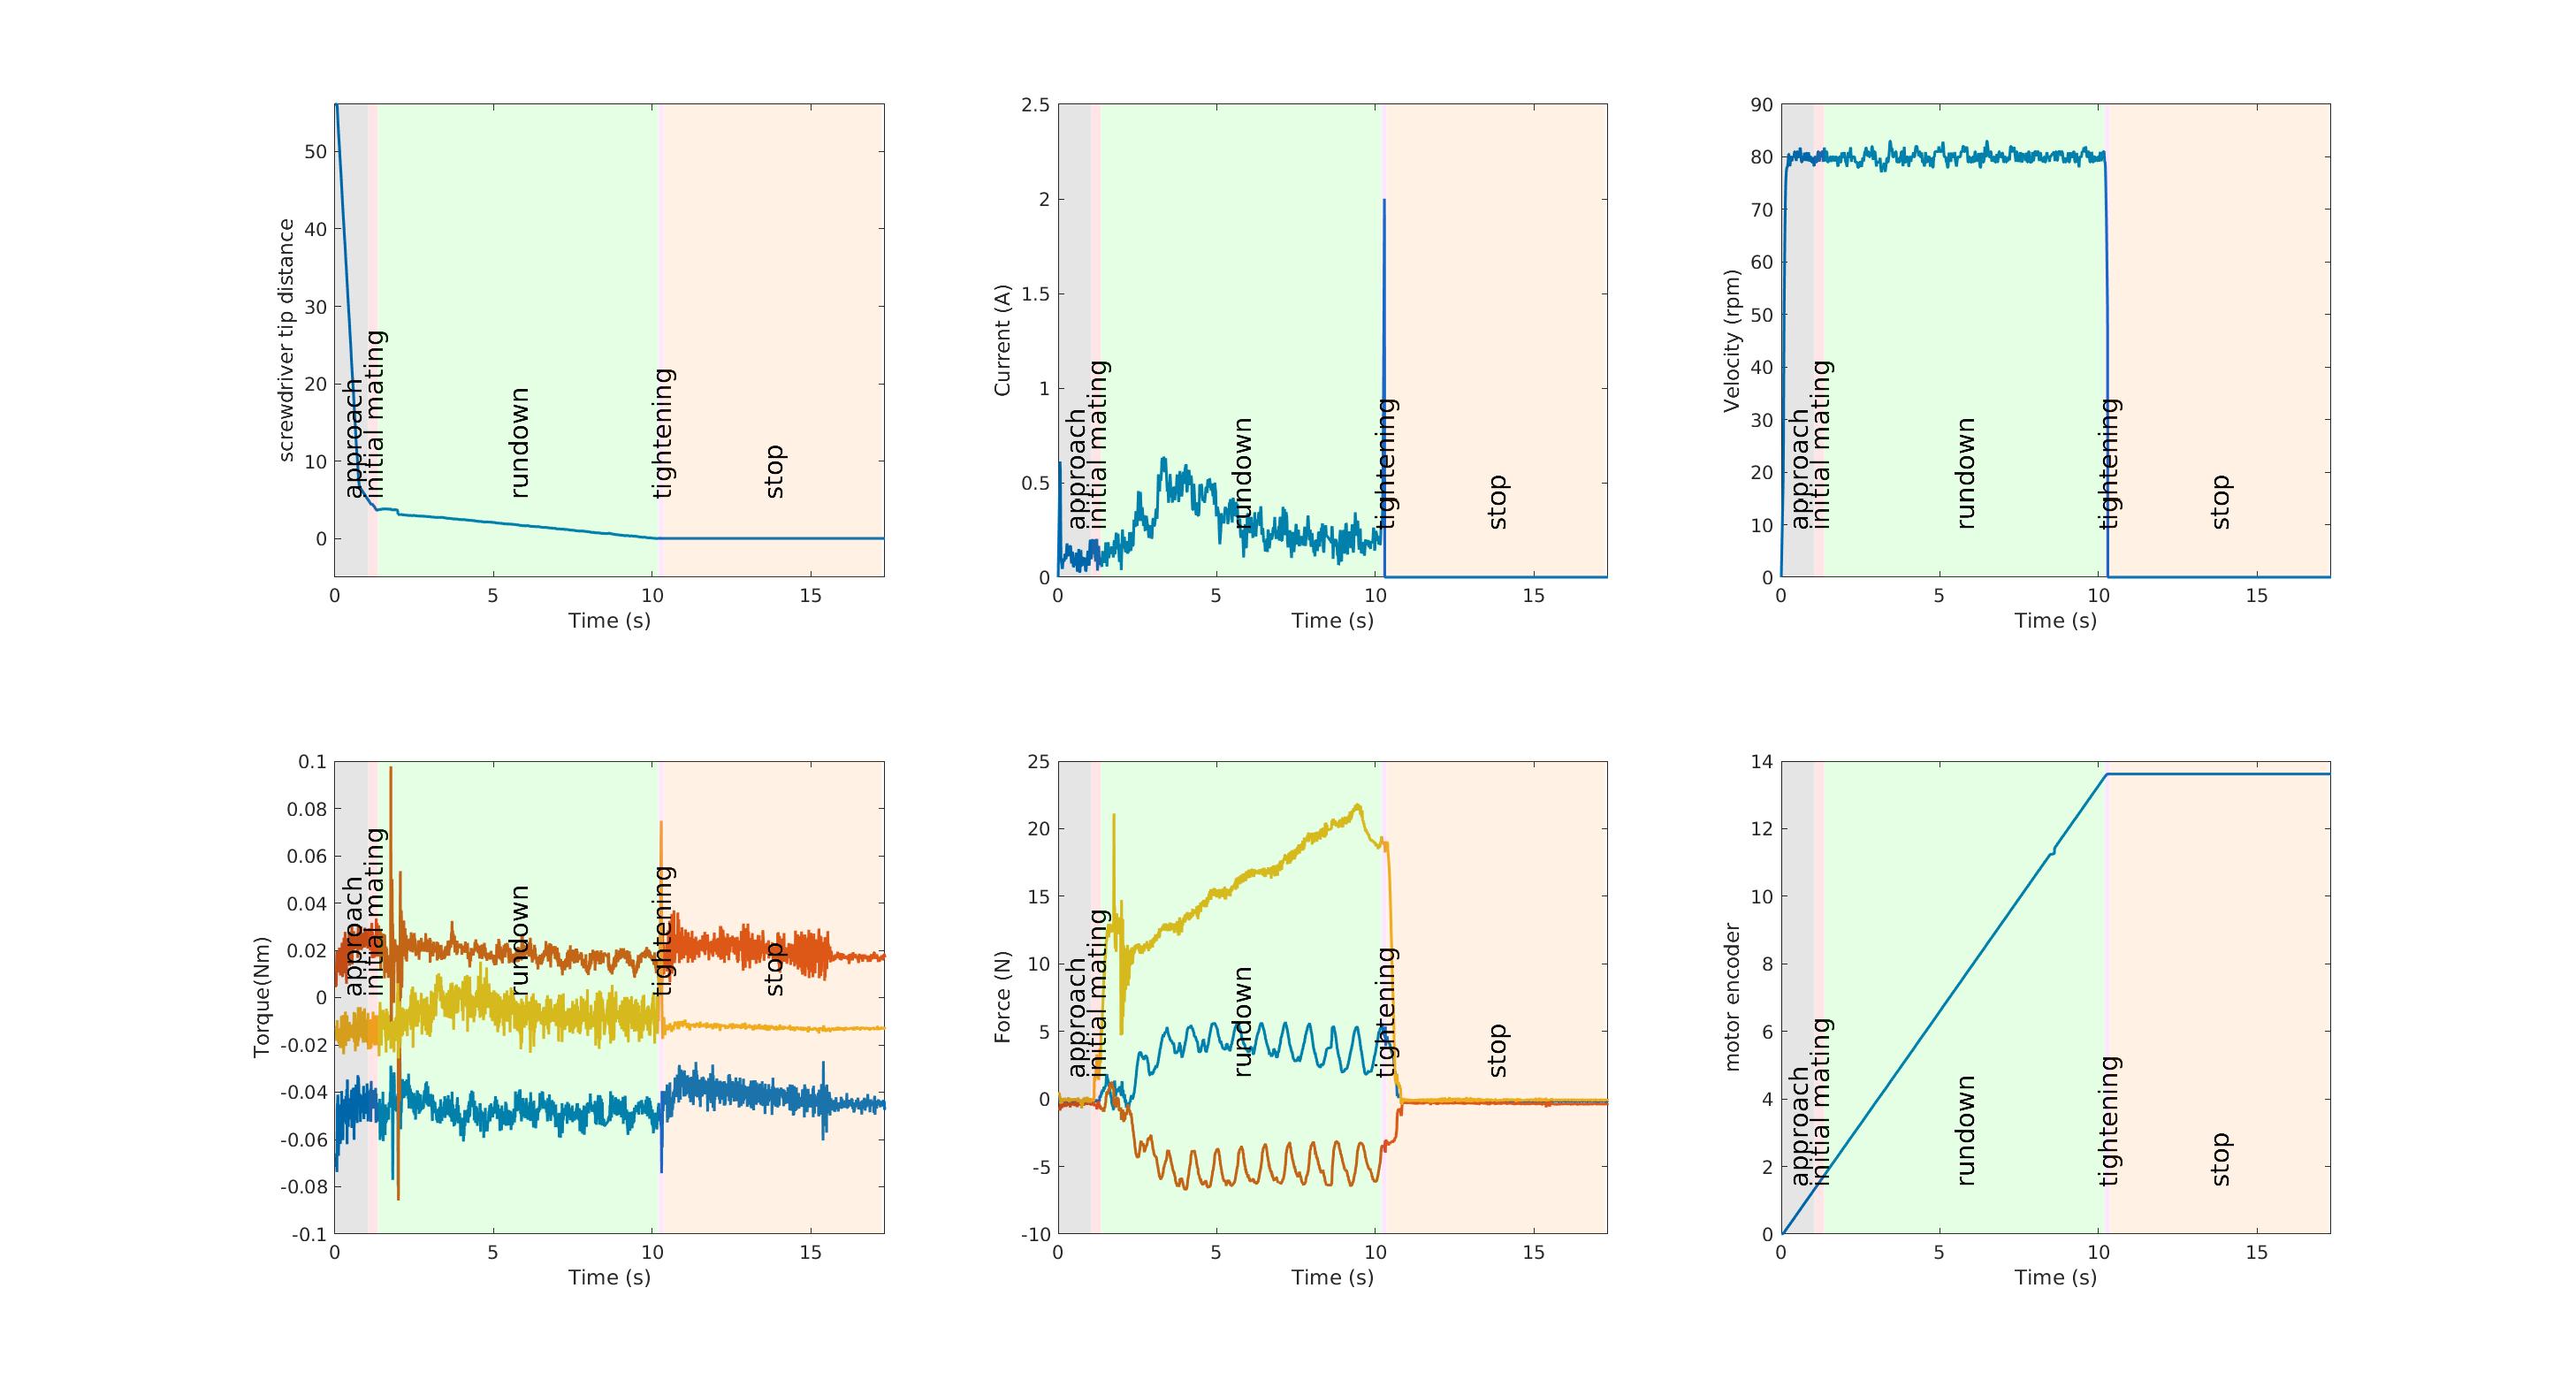 screwdriver tip distance
50
40
30
20
10
0
approach
initial mating
rundown
tightening
stop
0 5 10 15
Time (s)
Current (A)
2.5
2
1.5
1
0.5
0
approach
initial mating
rundown
tightening
stop
0 5 10 15
Time (s)
Velocity (rpm)
90
80
70
60
50
40
30
20
10
0
approach
initial mating
rundown
tightening
stop
0 5 10 15
Time (s)
Torque(Nm)
0.1
0.08
0.06
0.04
0.02
0
-0.02
-0.04
-0.06
-0.08
-0.1
approach
initial mating
rundown
tightening
stop
0 5 10 15
Time (s)
Force (N)
25
20
15
10
5
0
-5
-10
approach
initial mating
rundown
tightening
stop
0 5 10 15
Time (s)
motor encoder
14
12
10
8
6
4
2
0
approach
initial mating
rundown
tightening
stop
0 5 10 15
Time (s)